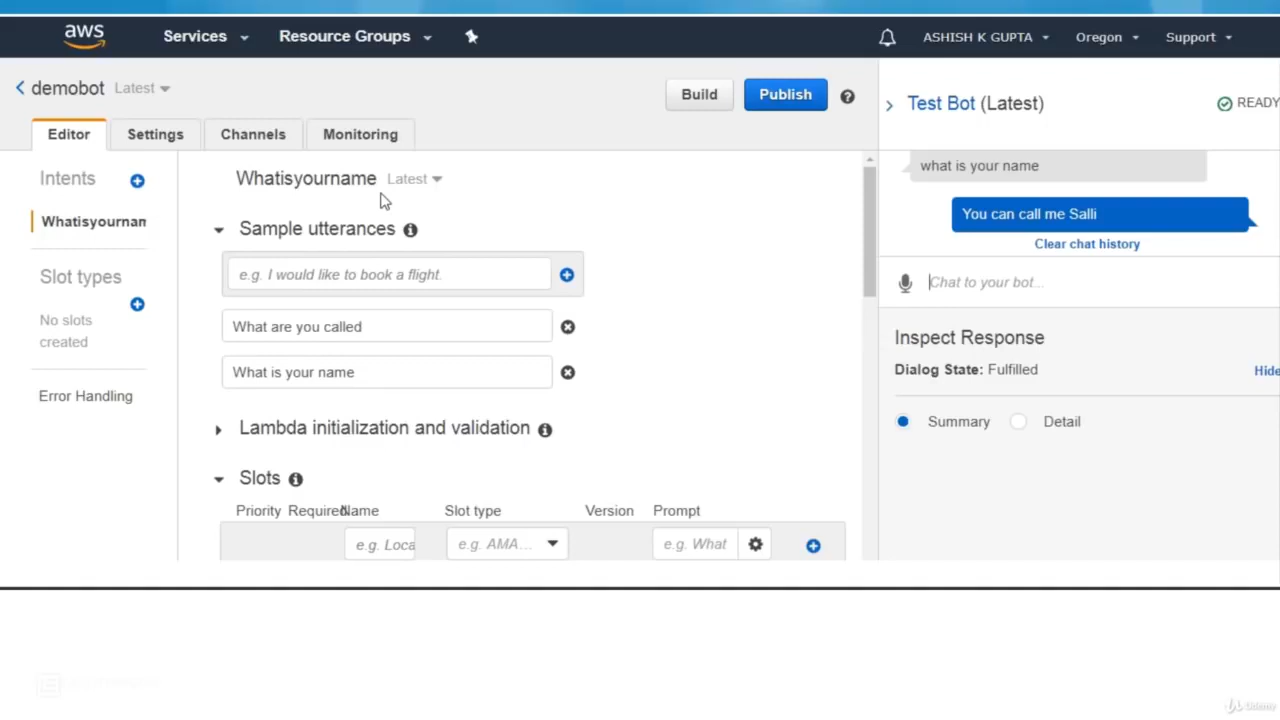 aws Services Resource Groups ASHISH K GUPTA Oregon Support
demobot Latest
Build Publish
Editor Settings Channels Monitoring
Intents
Whatisyournam
Slot types
No slots
created
Error Handling
Whatisyourname Latest
Sample utterances
e.g. I would like to book a flight.
What are you called
What is your name
Lambda initialization and validation
Slots
Priority Required Name Slot type Version Prompt
e.g. Loca e.g. AMA... e.g. What
Test Bot (Latest) READY
what is your name
You can call me Salli
Clear chat history
Chat to your bot...
Inspect Response
Dialog State: Fulfilled Hide
Summary Detail
Udemy